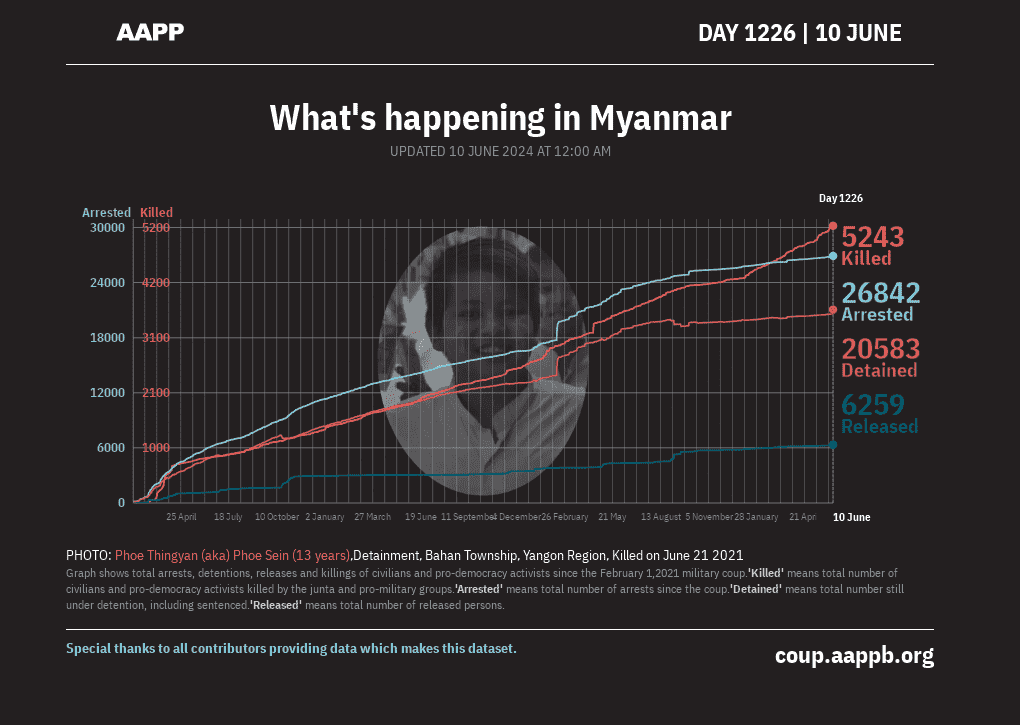 AAPP
DAY 1226 | 10 JUNE
What's happening in Myanmar
UPDATED 10 JUNE 2024 AT 12:00 AM
Day 1226
Arrested Killed
30000 5200
24000 4200
18000 3100
12000 2100
6000 1000
0
5243
Killed
26842
Arrested
20583
Detained
6259
Released
25 April 18 July 10 October 2 January 27 March 19 June 11 September 4 December 26 February 21 May 13 August 5 November 28 January 21 Apri 10 June
PHOTO: Phoe Thingyan (aka) Phoe Sein (13 years),Detainment, Bahan Township, Yangon Region, Killed on June 21 2021
Graph shows total arrests, detentions, releases and killings of civilians and pro-democracy activists since the February 1,2021 military coup.'Killed' means total number of
civilians and pro-democracy activists killed by the junta and pro-military groups.'Arrested' means total number of arrests since the coup.'Detained' means total number still
under detention, including sentenced.'Released' means total number of released persons.
Special thanks to all contributors providing data which makes this dataset.
coup.aappb.org